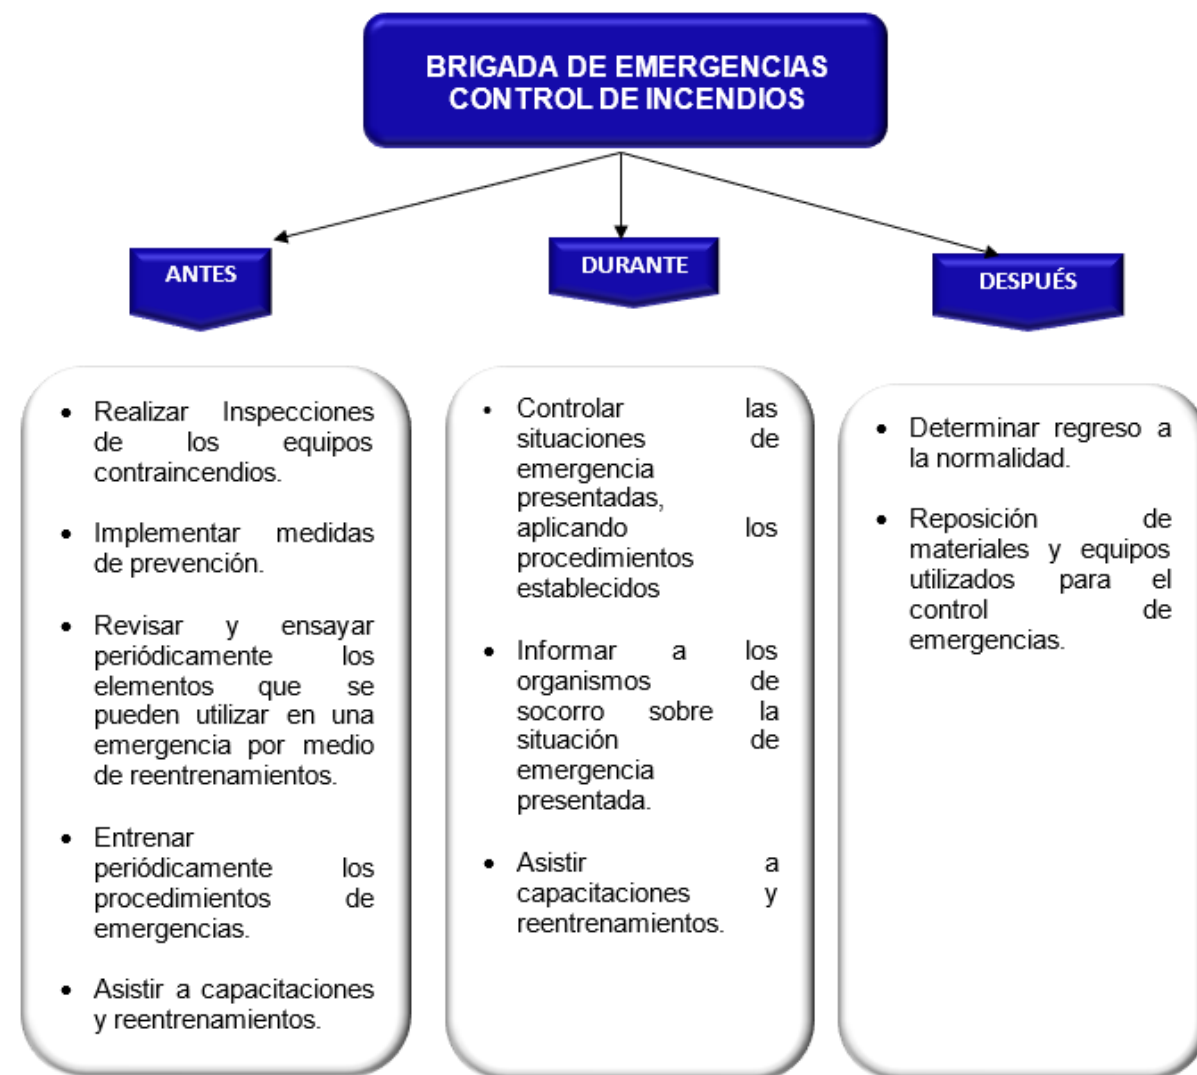 BRIGADA DE EMERGENCIAS
CONTROL DE INCENDIOS
ANTES
• Realizar Inspecciones
de los equipos
contraincendios.
• Implementar medidas
de prevención.
• Revisar y ensayar
periódicamente los
elementos que se
pueden utilizar en una
emergencia por medio
de reentrenamientos.
• Entrenar
periódicamente los
procedimientos de
emergencias.
• Asistir a capacitaciones
y reentrenamientos.
DURANTE
• Controlar las
situaciones de
emergencia
presentadas,
aplicando los
procedimientos
establecidos
• Informar a los
organismos de
socorro sobre la
situación de
emergencia
presentada.
• Asistir a
capacitaciones y
reentrenamientos.
DESPUÉS
• Determinar regreso a
la normalidad.
• Reposición de
materiales y equipos
utilizados para el
control de
emergencias.